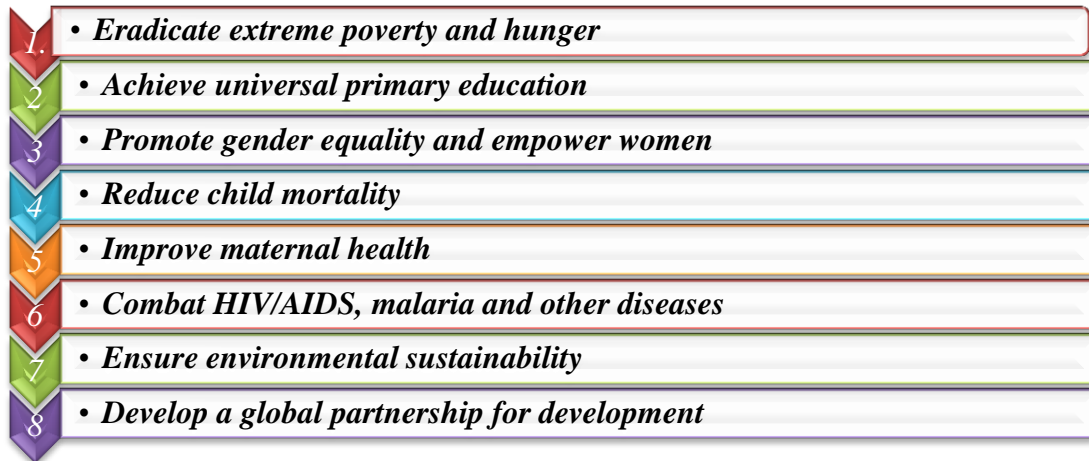 1. • Eradicate extreme poverty and hunger
2 • Achieve universal primary education
3 • Promote gender equality and empower women
4 • Reduce child mortality
5 • Improve maternal health
6 • Combat HIV/AIDS, malaria and other diseases
7 • Ensure environmental sustainability
8 • Develop a global partnership for development